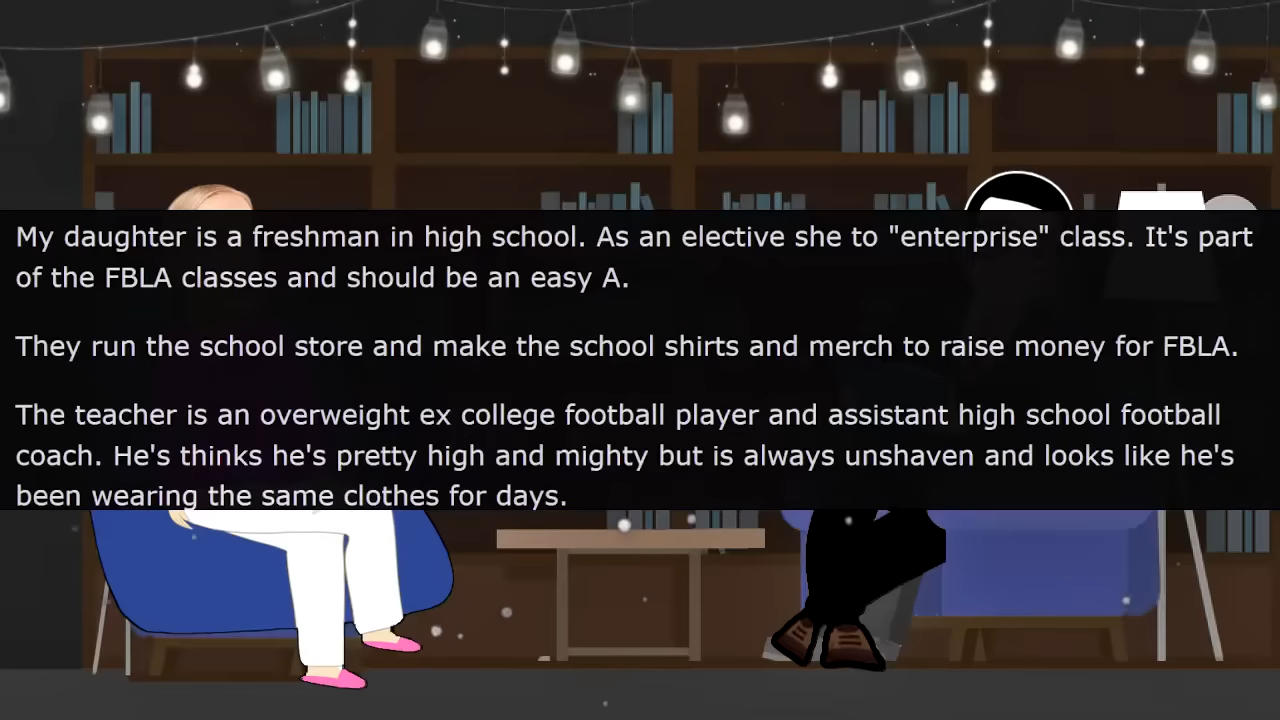 My daughter is a freshman in high school. As an elective she to "enterprise" class. It's part
of the FBLA classes and should be an easy A.
They run the school store and make the school shirts and merch to raise money for FBLA.
The teacher is an overweight ex college football player and assistant high school football
coach. He's thinks he's pretty high and mighty but is always unshaven and looks like he's
been wearing the same clothes for days.